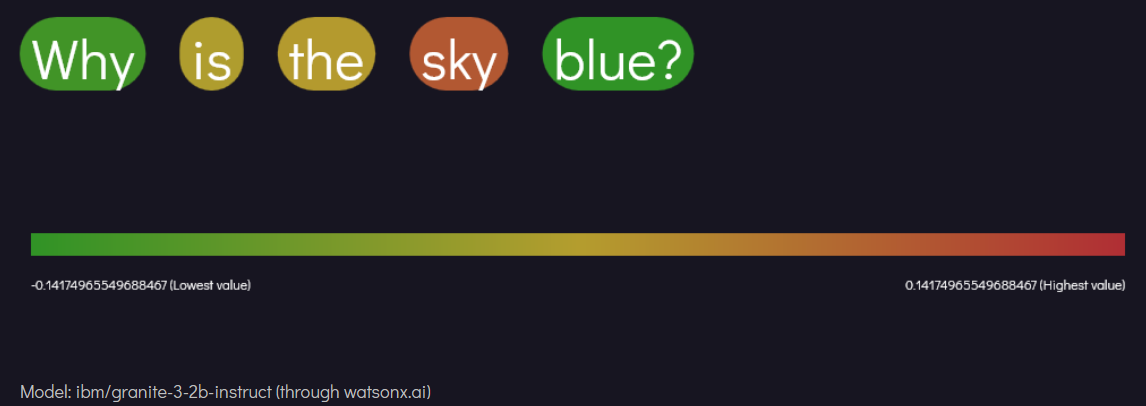 Why is the sky blue?
-0.14174965549688467 (Lowest value) 0.14174965549688467 (Highest value)
Model: ibm/granite-3-2b-instruct (through watsonx.ai)